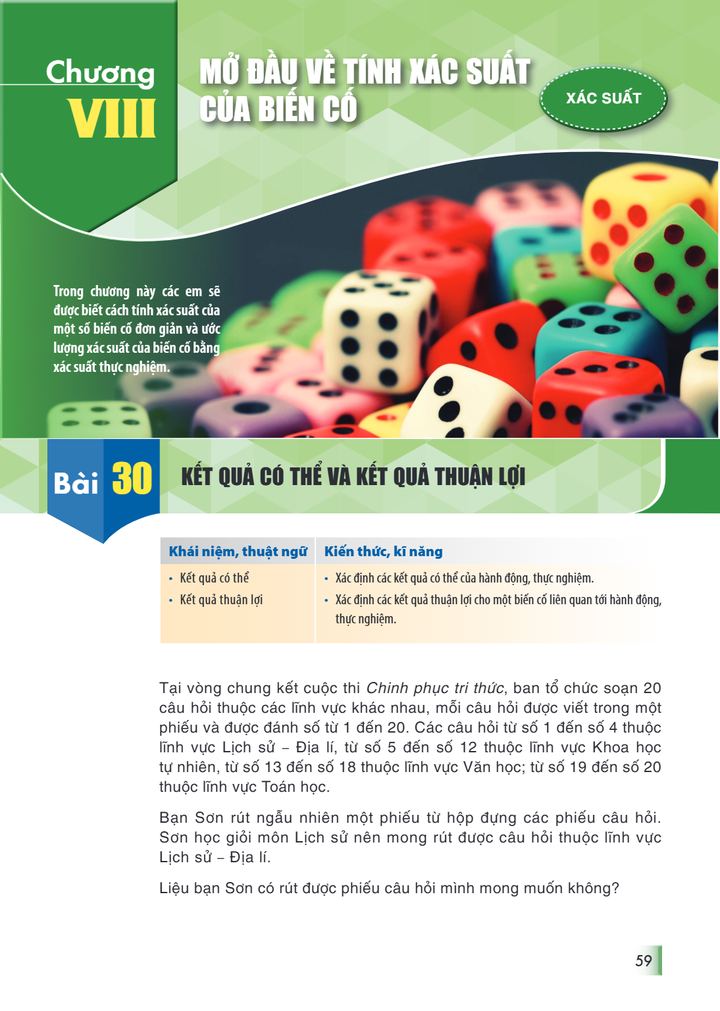 Chương
VIII
MỞ ĐẦU VỀ TÍNH XÁC SUẤT
CỦA BIẾN CỐ
XÁC SUẤT
Trong chương này các em sẽ
được biết cách tính xác suất của
một số biến cố đơn giản và ước
lượng xác suất của biến cố bằng
xác suất thực nghiệm.
Bài 30
KẾT QUẢ CÓ THỂ VÀ KẾT QUẢ THUẬN LỢI
Khái niệm, thuật ngữ
• Kết quả có thể
• Kết quả thuận lợi
Kiến thức, kĩ năng
• Xác định các kết quả có thể của hành động, thực nghiệm.
• Xác định các kết quả thuận lợi cho một biến cố liên quan tới hành động,
thực nghiệm.
Tại vòng chung kết cuộc thi Chinh phục tri thức, ban tổ chức soạn 20
câu hỏi thuộc các lĩnh vực khác nhau, mỗi câu hỏi được viết trong một
phiếu và được đánh số từ 1 đến 20. Các câu hỏi từ số 1 đến số 4 thuộc
lĩnh vực Lịch sử – Địa lí, từ số 5 đến số 12 thuộc lĩnh vực Khoa học
tự nhiên, từ số 13 đến số 18 thuộc lĩnh vực Văn học; từ số 19 đến số 20
thuộc lĩnh vực Toán học.
Bạn Sơn rút ngẫu nhiên một phiếu từ hộp đựng các phiếu câu hỏi.
Sơn học giỏi môn Lịch sử nên mong rút được câu hỏi thuộc lĩnh vực
Lịch sử – Địa lí.
Liệu bạn Sơn có rút được phiếu câu hỏi mình mong muốn không?
59